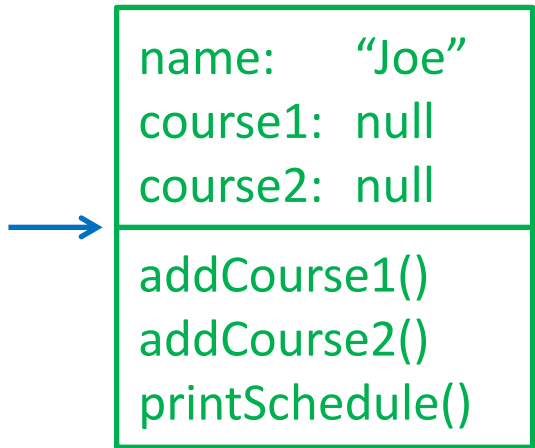 name: “Joe”
course1: null
course2: null
addCourse1()
addCourse2()
printSchedule()